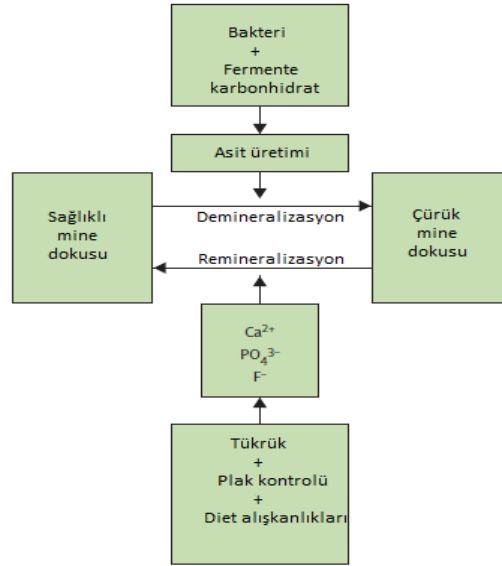 Bakteri
+
Fermente
karbonhidrat
Asit üretimi
Sağlıklı
mine
dokusu
Demineralizasyon
Remineralizasyon
Çürük
mine
dokusu
Ca²⁺
PO₄³⁻
F⁻
Tükrük
+
Plak kontrolü
+
Diet alışkanlıkları